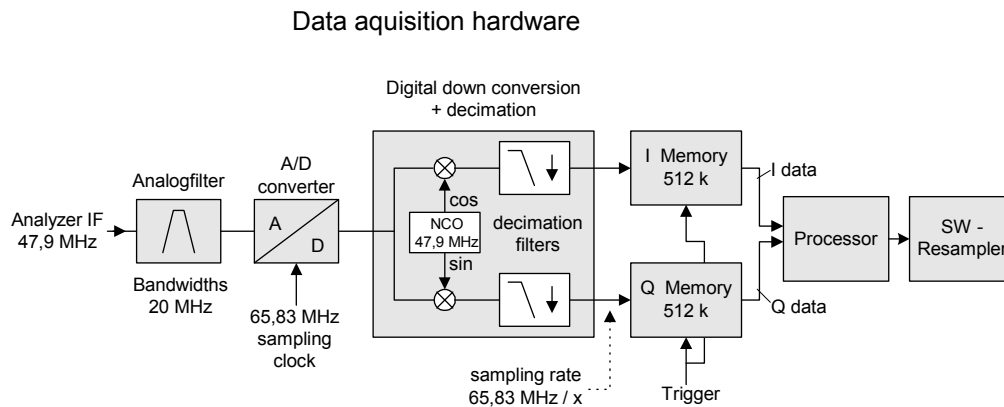 Data aquisition hardware
Digital down conversion
+ decimation
Analyzer IF
47,9 MHz
Analogfilter
Bandwidths
20 MHz
A/D
converter
A
D
65,83 MHz
sampling
clock
cos
NCO
47,9 MHz
sin
decimation
filters
sampling rate
65,83 MHz / x
I Memory
512 k
Q Memory
512 k
Trigger
I data
Q data
Processor
SW -
Resampler